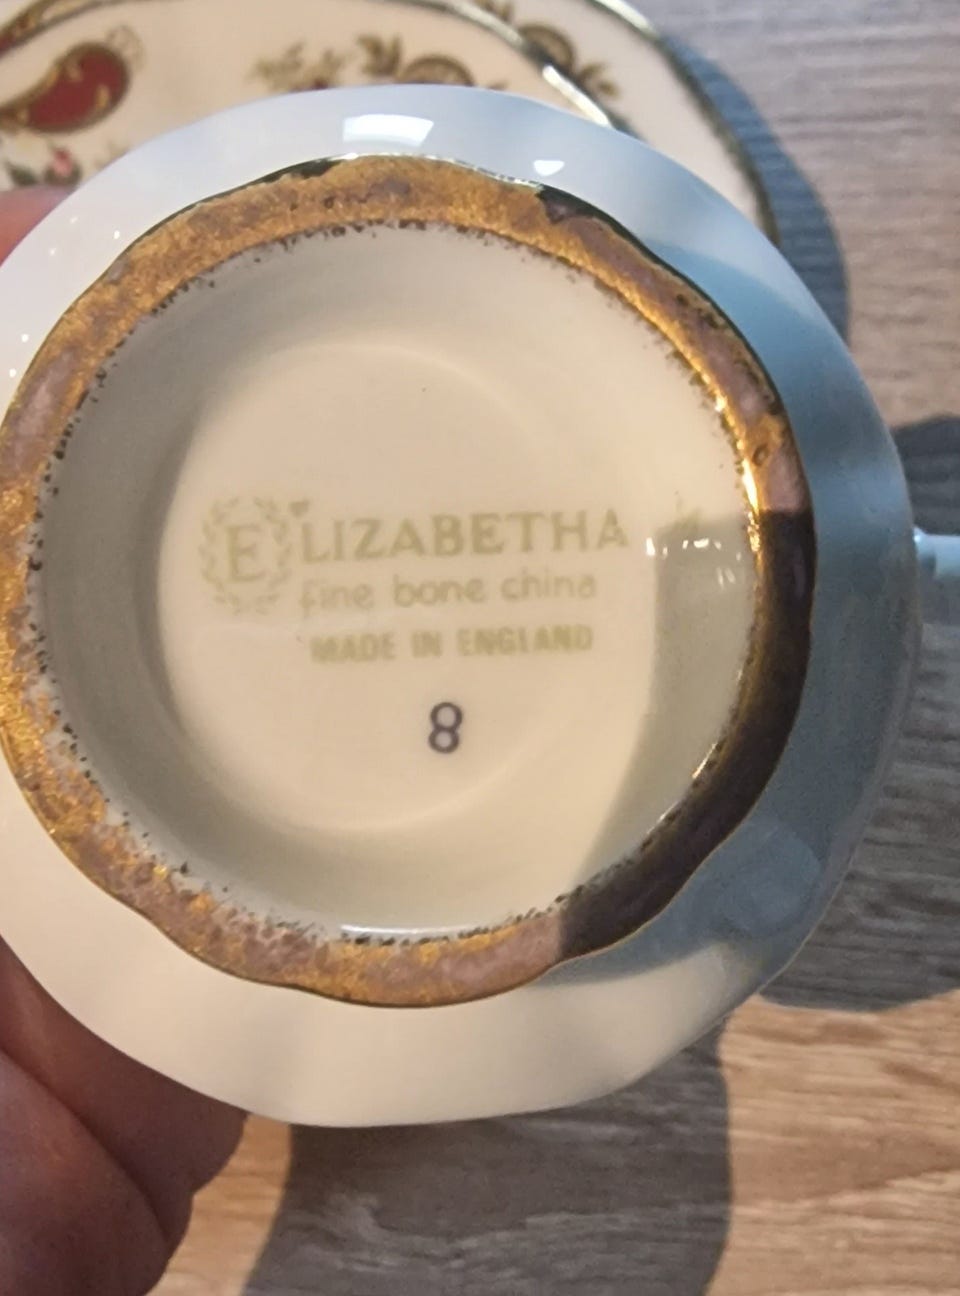 ELIZABETHA
fine bone china
MADE IN ENGLAND
8